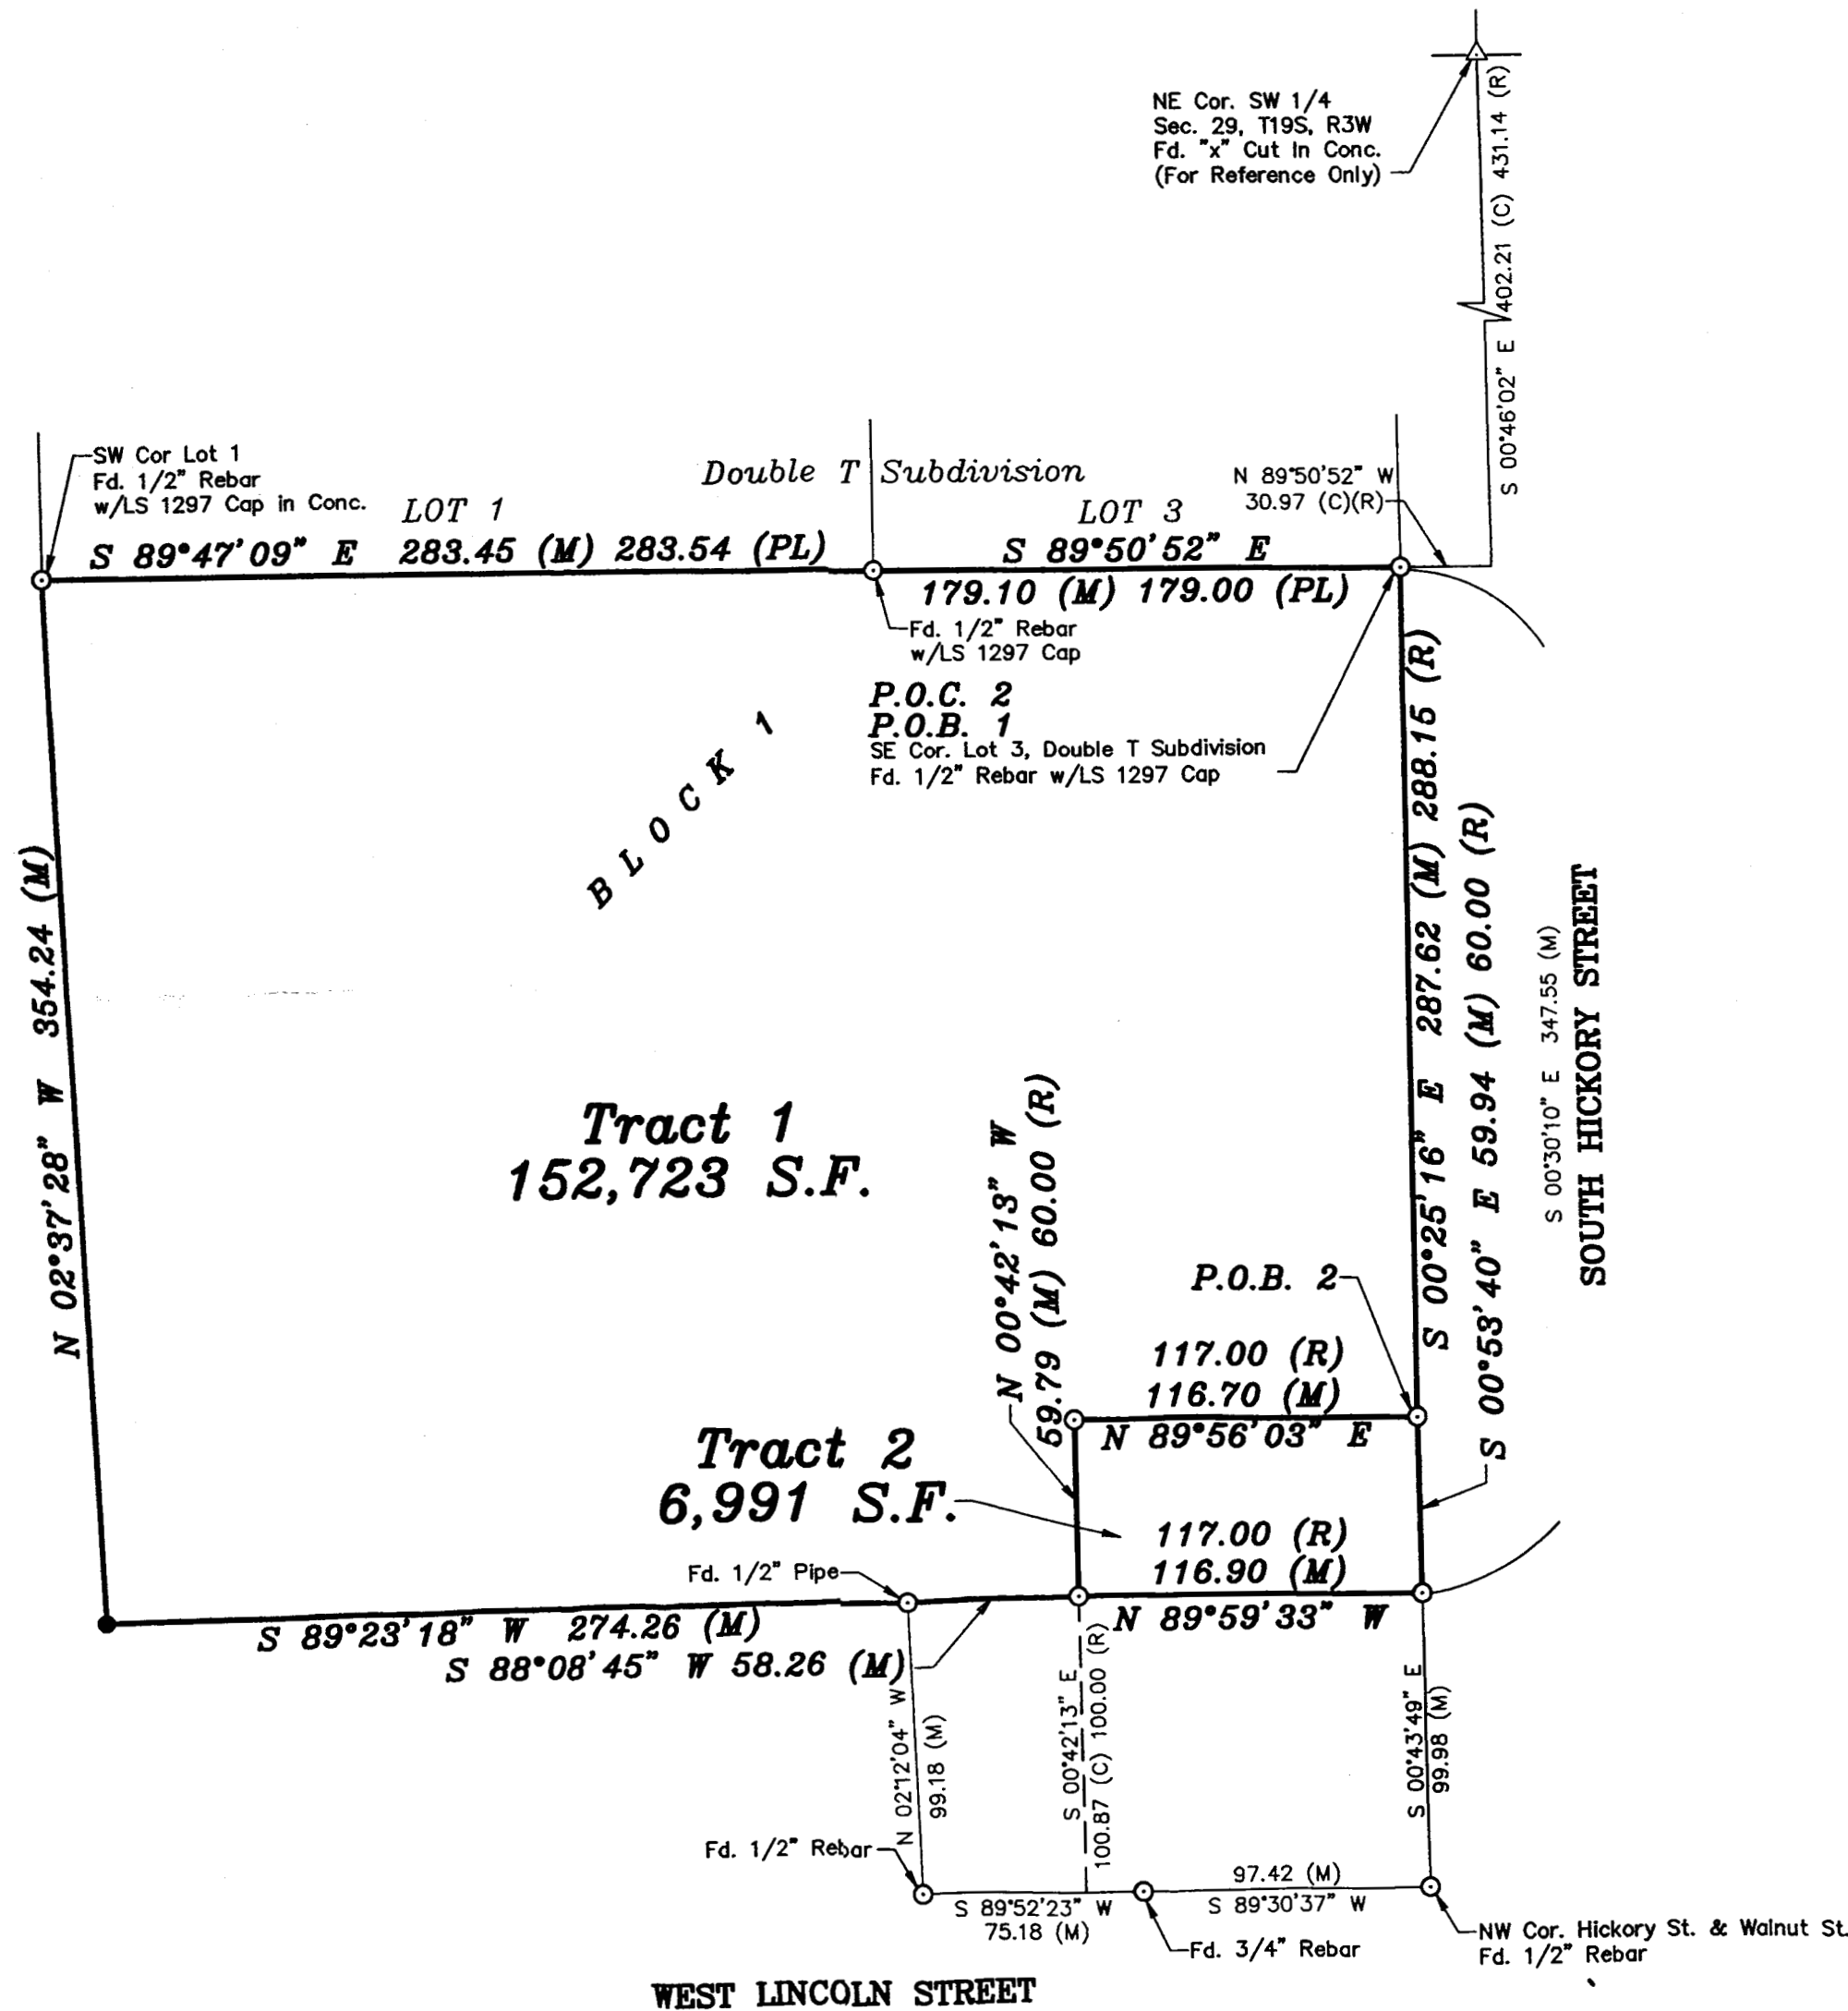 NE Cor. SW 1/4
Sec. 29, T19S, R3W
Fd. "x" Cut In Conc.
(For Reference Only)
S 00°46'02" E 402.21 (C) 431.14 (R)
SW Cor Lot 1
Fd. 1/2" Rebar
w/LS 1297 Cap in Conc.
Double T Subdivision
LOT 1
LOT 3
N 89°50'52" W
30.97 (C)(R)
S 89°47'09" E 283.45 (M) 283.54 (PL)
S 89°50'52" E
179.10 (M) 179.00 (PL)
Fd. 1/2" Rebar
w/LS 1297 Cap
P.O.C. 2
P.O.B. 1
SE Cor. Lot 3, Double T Subdivision
Fd. 1/2" Rebar w/LS 1297 Cap
BLOCK 1
N 02°37'28" W 354.24 (M)
S 00°25'16" E 287.62 (M) 288.15 (R)
S 00°53'40" E 59.94 (M) 60.00 (R)
S 00°30'10" E 347.55 (M)
SOUTH HICKORY STREET
Tract 1
152,723 S.F.
N 00°42'13" W
59.79 (M) 60.00 (R)
P.O.B. 2
117.00 (R)
116.70 (M)
N 89°56'03" E
Tract 2
6,991 S.F.
117.00 (R)
116.90 (M)
N 89°59'33" W
Fd. 1/2" Pipe
S 89°23'18" W 274.26 (M)
S 88°08'45" W 58.26 (M)
N 02°12'04" W
99.18 (M)
S 00°42'13" E
100.87 (C) 100.00 (R)
S 00°43'49" E
99.98 (M)
Fd. 1/2" Rebar
97.42 (M)
S 89°30'37" W
S 89°52'23" W
75.18 (M)
Fd. 3/4" Rebar
NW Cor. Hickory St. & Walnut St.
Fd. 1/2" Rebar
WEST LINCOLN STREET